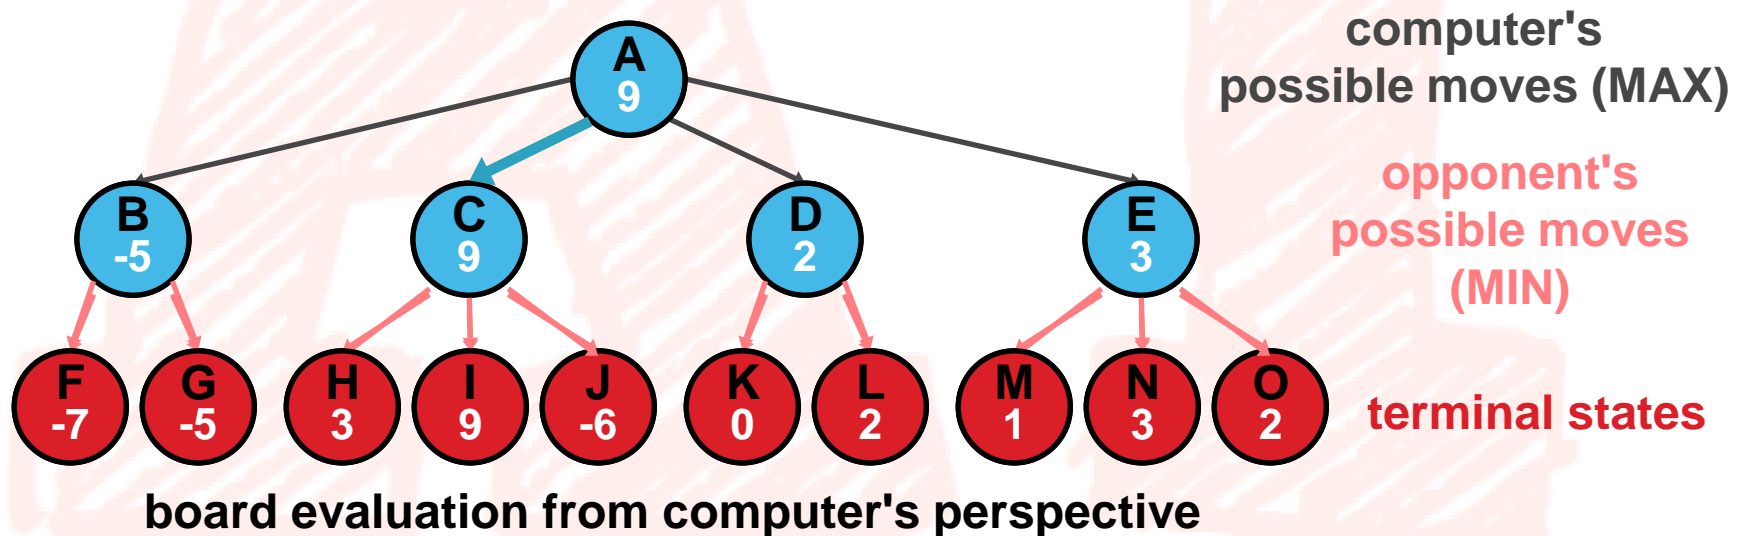 computer's
possible moves (MAX)
A
9
opponent's
possible moves
(MIN)
B
-5
C
9
D
2
E
3
F
-7
G
-5
H
3
I
9
J
-6
K
0
L
2
M
1
N
3
O
2
terminal states
board evaluation from computer's perspective